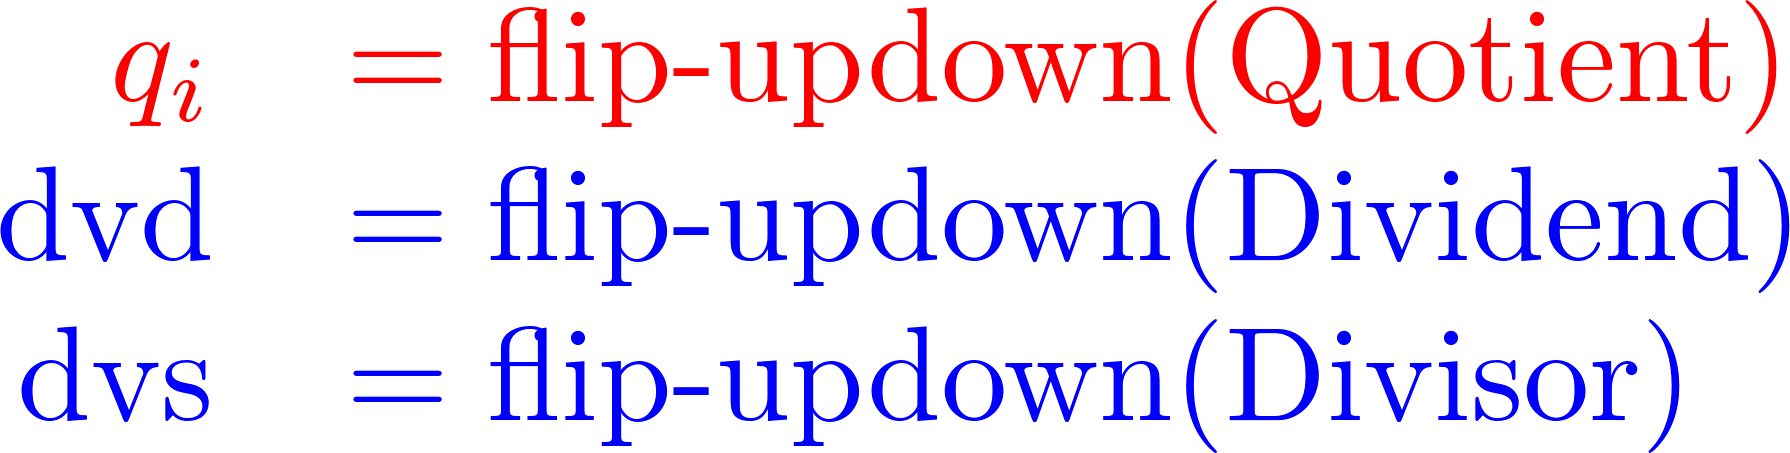 q_i = flip-updown(Quotient)
dvd = flip-updown(Dividend)
dvs = flip-updown(Divisor)